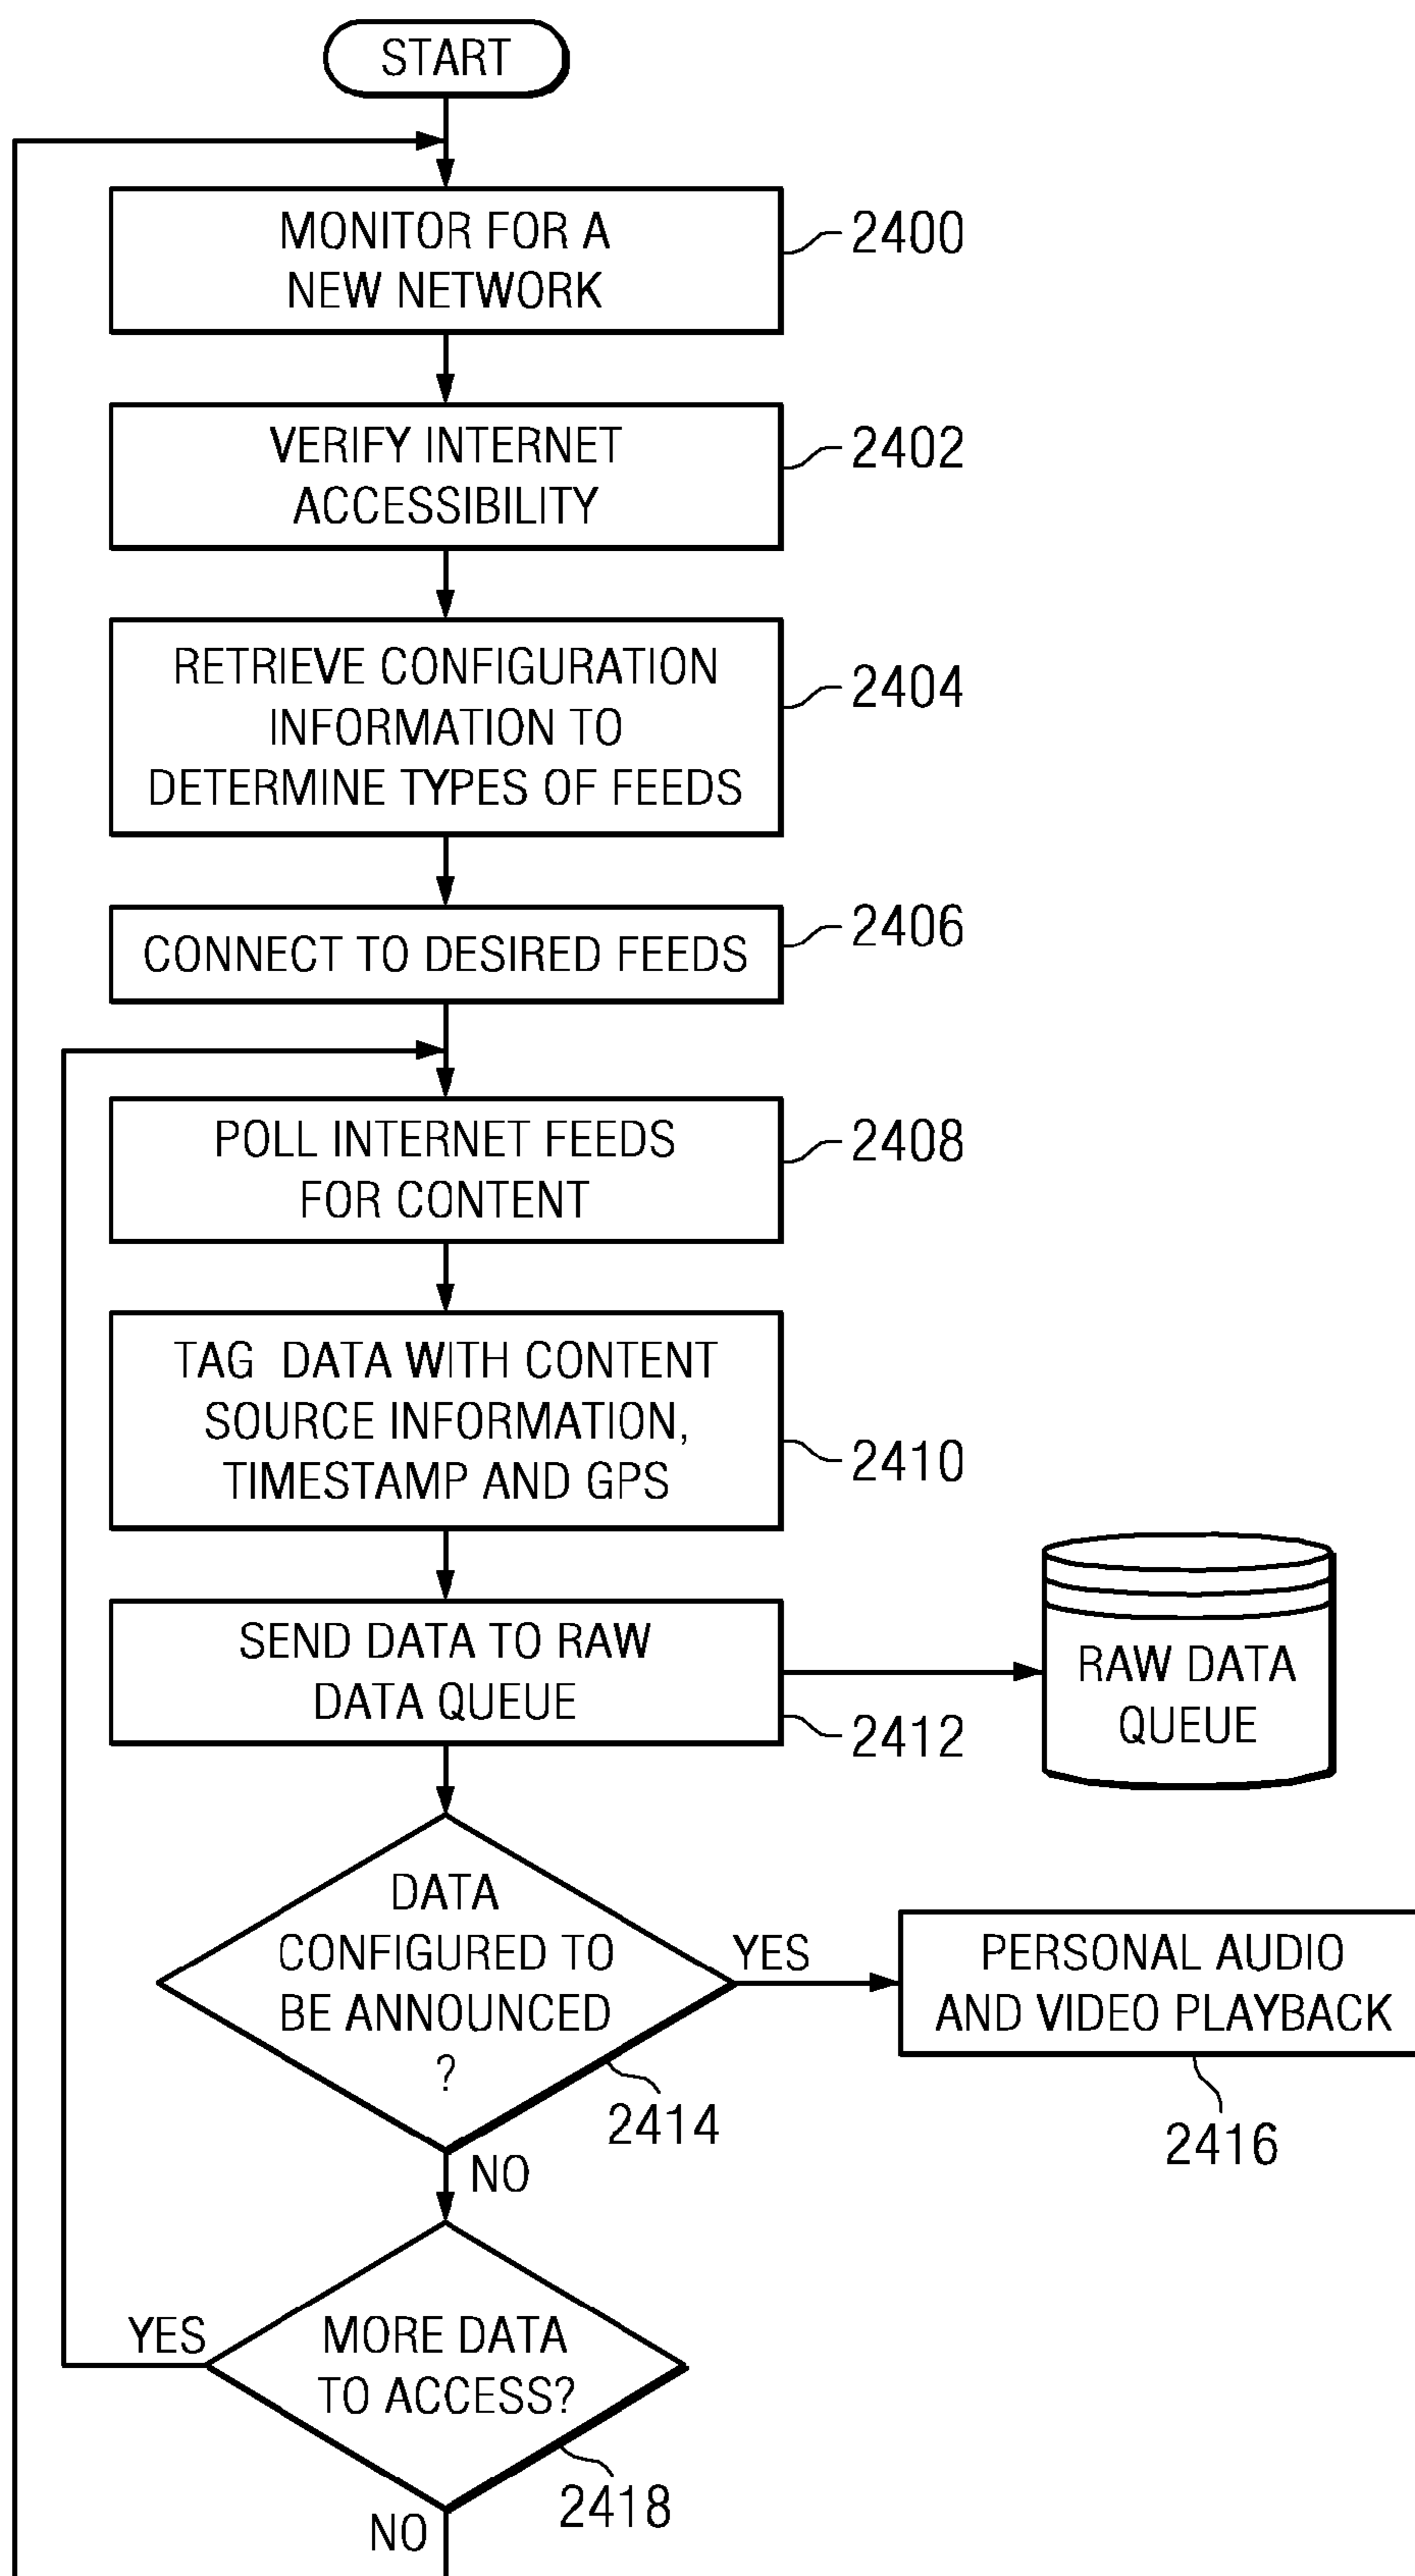 START
MONITOR FOR A
NEW NETWORK
2400
VERIFY INTERNET
ACCESSIBILITY
2402
RETRIEVE CONFIGURATION
INFORMATION TO
DETERMINE TYPES OF FEEDS
2404
CONNECT TO DESIRED FEEDS
2406
POLL INTERNET FEEDS
FOR CONTENT
2408
TAG DATA WITH CONTENT
SOURCE INFORMATION,
TIMESTAMP AND GPS
2410
SEND DATA TO RAW
DATA QUEUE
2412
RAW DATA
QUEUE
DATA
CONFIGURED TO
BE ANNOUNCED
?
2414
YES
PERSONAL AUDIO
AND VIDEO PLAYBACK
2416
NO
MORE DATA
TO ACCESS?
2418
YES
NO